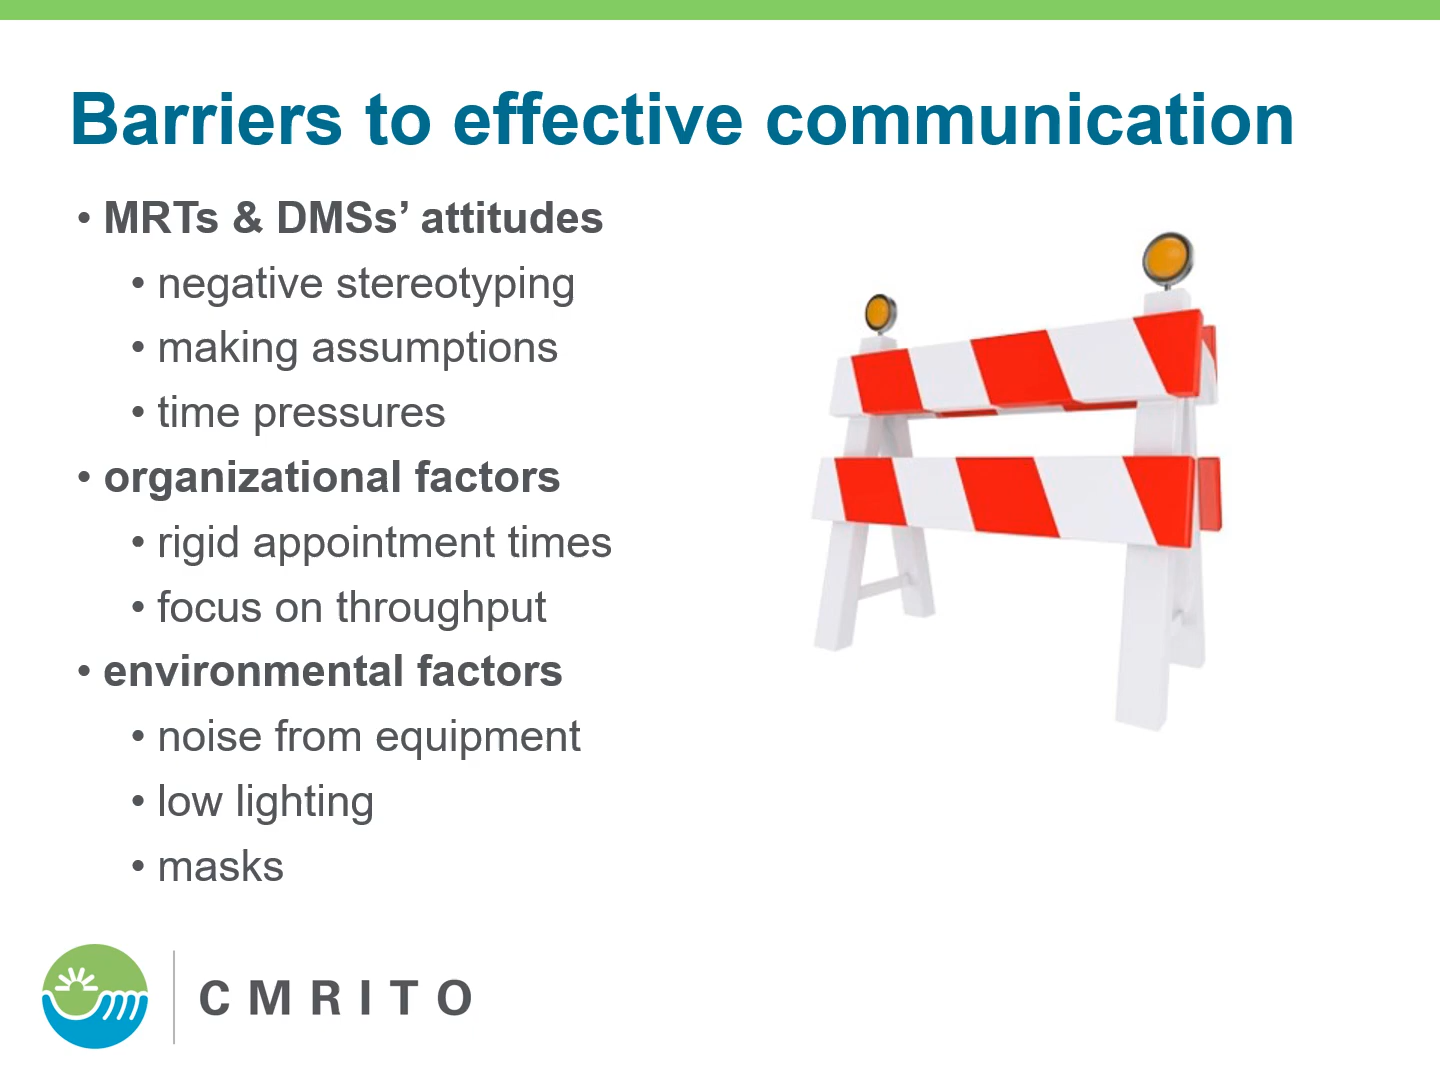 Barriers to effective communication
• MRTs & DMSs’ attitudes
• negative stereotyping
• making assumptions
• time pressures
• organizational factors
• rigid appointment times
• focus on throughput
• environmental factors
• noise from equipment
• low lighting
• masks
CMRITO